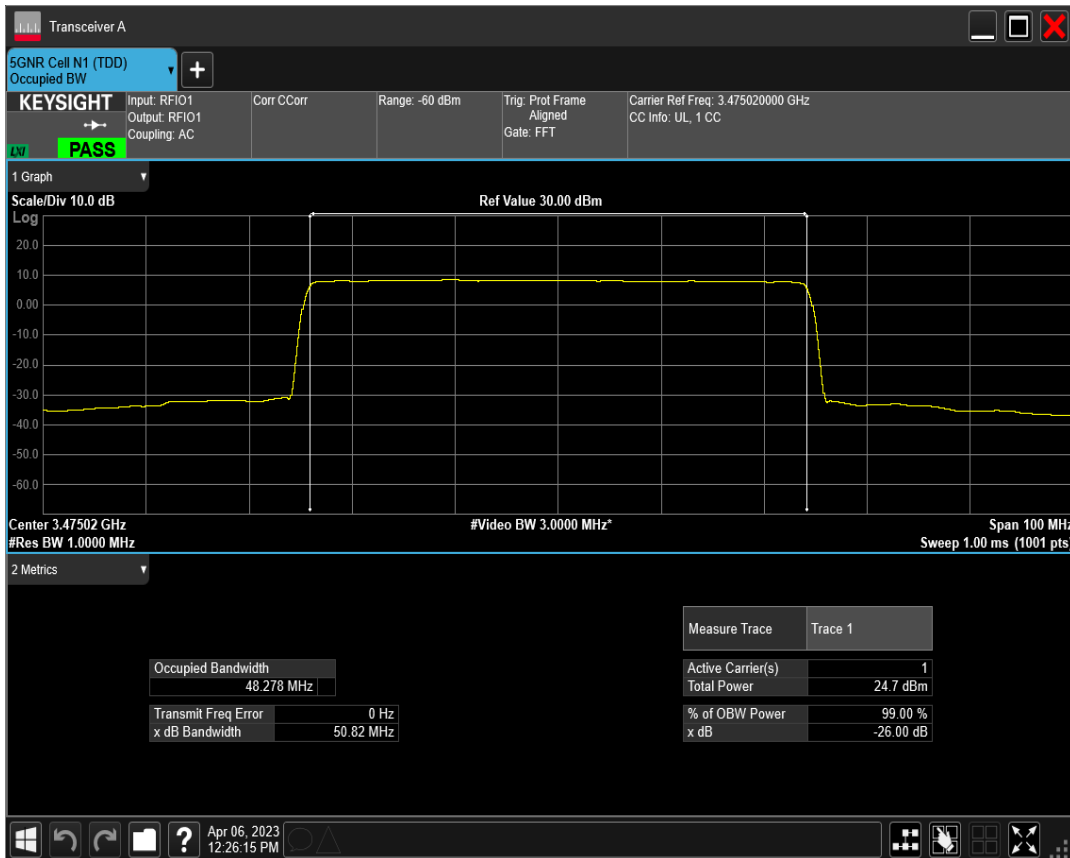 Transceiver A
5GNR Cell N1 (TDD)
Occupied BW
KEYSIGHT
LXI
PASS
Input: RFIO1
Output: RFIO1
Coupling: AC
Corr CCorr
Range: -60 dBm
Trig: Prot Frame
Aligned
Gate: FFT
Carrier Ref Freq: 3.475020000 GHz
CC Info: UL, 1 CC
1 Graph
Scale/Div 10.0 dB
Ref Value 30.00 dBm
Log
20.0
10.0
0.00
-10.0
-20.0
-30.0
-40.0
-50.0
-60.0
Center 3.47502 GHz
#Video BW 3.0000 MHz*
Span 100 MHz
#Res BW 1.0000 MHz
Sweep 1.00 ms (1001 pts)
2 Metrics
Measure Trace Trace 1
Occupied Bandwidth
48.278 MHz
Transmit Freq Error 0 Hz
x dB Bandwidth 50.82 MHz
Active Carrier(s) 1
Total Power 24.7 dBm
% of OBW Power 99.00 %
x dB -26.00 dB
?
Apr 06, 2023
12:26:15 PM